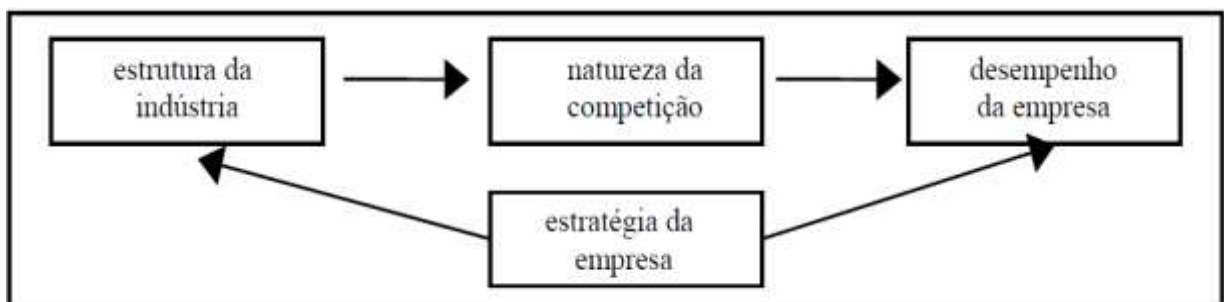 estrutura da
indústria
natureza da
competição
desempenho
da empresa
estratégia da
empresa